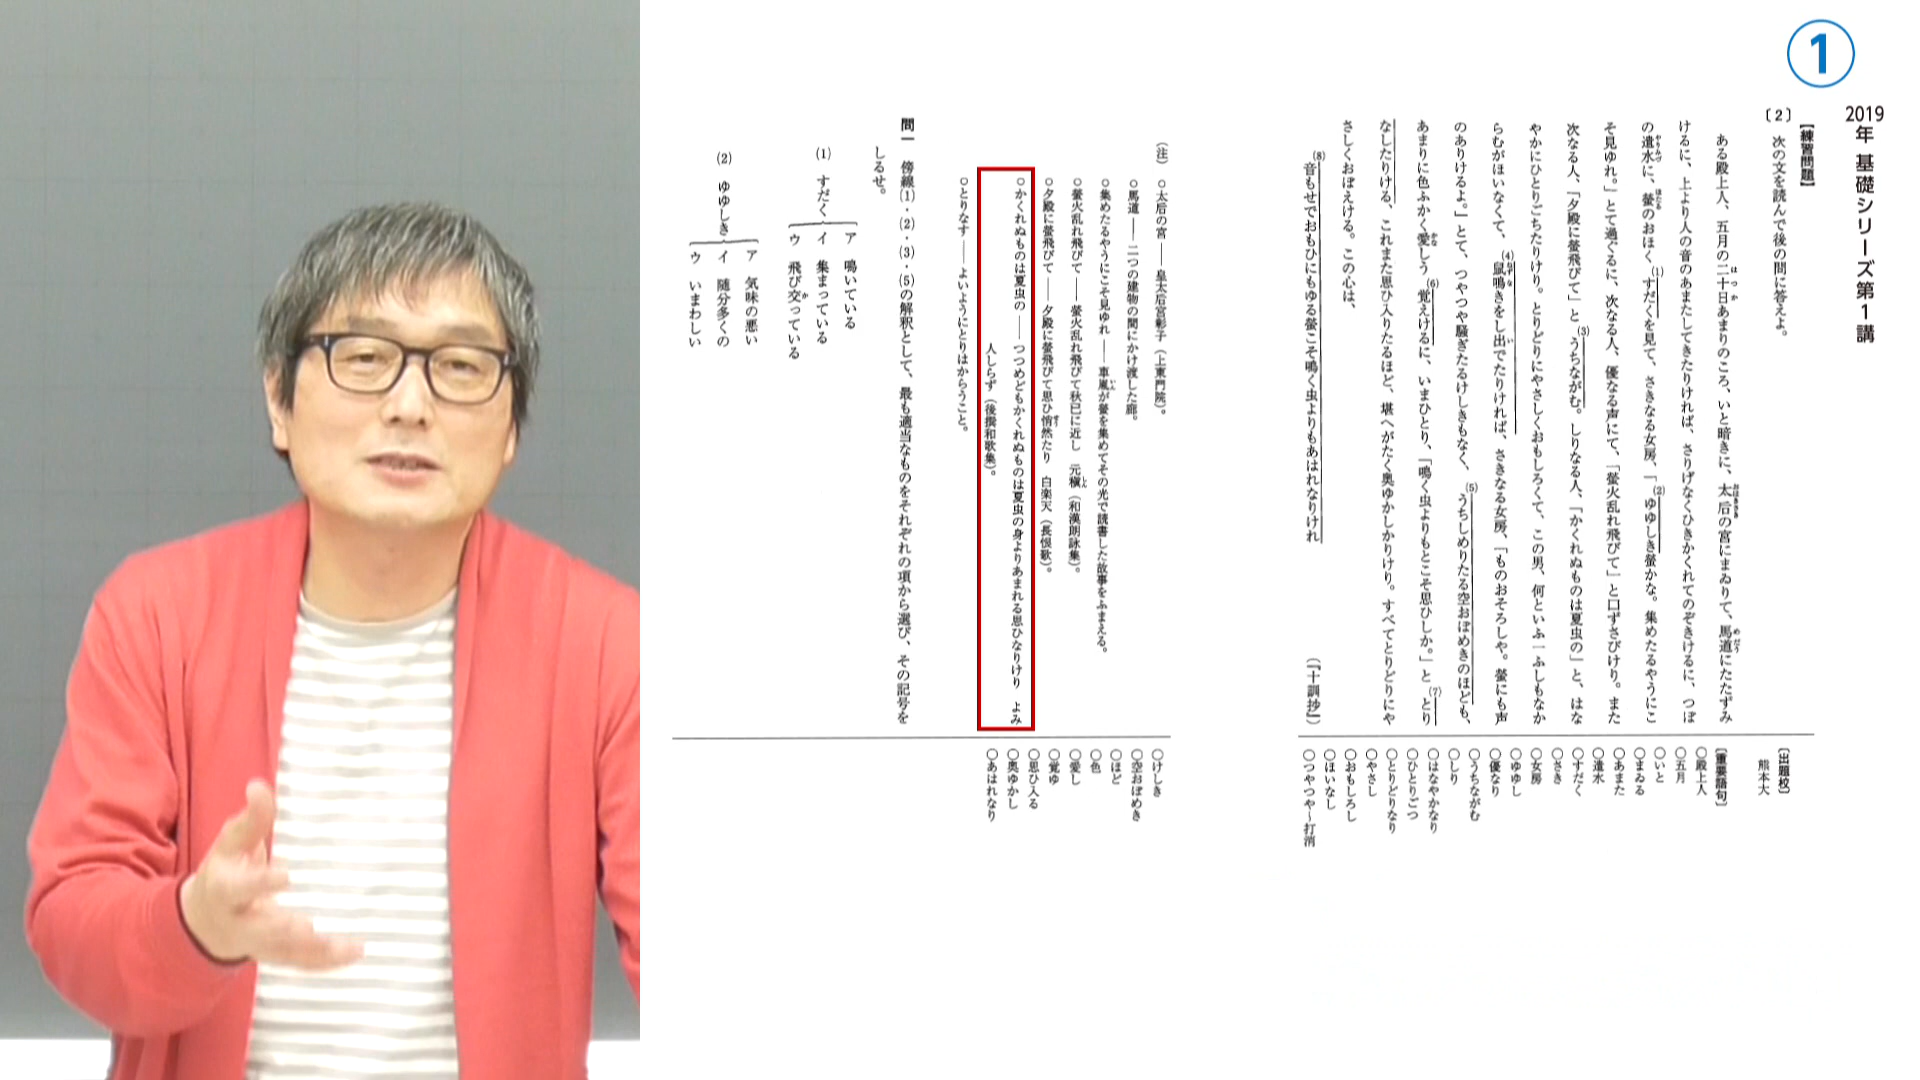 ①
2019年 基礎シリーズ第1講
【練習問題】
〔2〕 次の文を読んで後の問に答えよ。
ある殿上人、五月の二十日あまりのころ、いと暗きに、太后の宮にまゐりて、馬道にたたずみ
けるに、上より人の音のあまたしてきたりければ、さりげなくひきかくれてのぞきけるに、つぼ
の遣水に、螢のおほく(1)すだくを見て、さきなる女房、「(2)ゆゆしき螢かな。集めたるやうにこ
そ見ゆれ。」とて過ぐるに、次なる人、優なる声にて、「螢火乱れ飛びて」と口ずさびけり。また
次なる人、「夕殿に螢飛びて」と(3)うちながむ。しりなる人、「かくれぬものは夏虫の」と、はな
やかにひとりごちたりけり。とりどりにやさしくおもしろくて、この男、何といふ一ふしもなか
らむがほいなくて、(4)鼠鳴きをし出でたりければ、さきなる女房、「ものおそろしや。螢にも声
のありけるよ。」とて、つやつや騒ぎたるけしきもなく、(5)うちしめりたる空おぼめきのほども、
あまりに色ふかく愛しう(6)覚えけるに、いまひとり、「鳴く虫よりもとこそ思ひしか。」と(7)とり
なしたりける、これまた思ひ入りたるほど、堪へがたく奥ゆかしかりけり。すべてとりどりにや
さしくおぼえける。この心は、
(8)音もせでおもひにもゆる螢こそ鳴く虫よりもあはれなりけれ
(『十訓抄』)
〔出題校〕
熊本大
〔重要語句〕
○殿上人
○五月
○いと
○まゐる
○あまた
○遣水
○すだく
○さき
○女房
○ゆゆし
○優なり
○うちながむ
○しり
○はなやかなり
○ひとりごつ
○とりどりなり
○やさし
○おもしろし
○ほいなし
○つやつや～打消
(注) ○太后の宮――皇太后宮彰子(上東門院)。
○馬道――二つの建物の間にかけ渡した廊。
○集めたるやうにこそ見ゆれ――車胤が螢を集めてその光で読書した故事をふまえる。
○螢火乱れ飛びて――螢火乱れ飛びて秋已に近し 元稹(和漢朗詠集)。
○夕殿に螢飛びて――夕殿に螢飛びて思ひ悄然たり 白楽天(長恨歌)。
○かくれぬものは夏虫の――つつめどもかくれぬものは夏虫の身よりあまれる思ひなりけり よみ
人しらず(後撰和歌集)。
○とりなす――よいようにとりはからうこと。
○けしき
○空おぼめき
○ほど
○色
○愛し
○覚ゆ
○思ひ入る
○奥ゆかし
○あはれなり
問一 傍線(1)・(2)・(3)・(5)の解釈として、最も適当なものをそれぞれの項から選び、その記号を
しるせ。
(1) すだく
ア 鳴いている
イ 集まっている
ウ 飛び交っている
(2) ゆゆしき
ア 気味の悪い
イ 随分多くの
ウ いまわしい